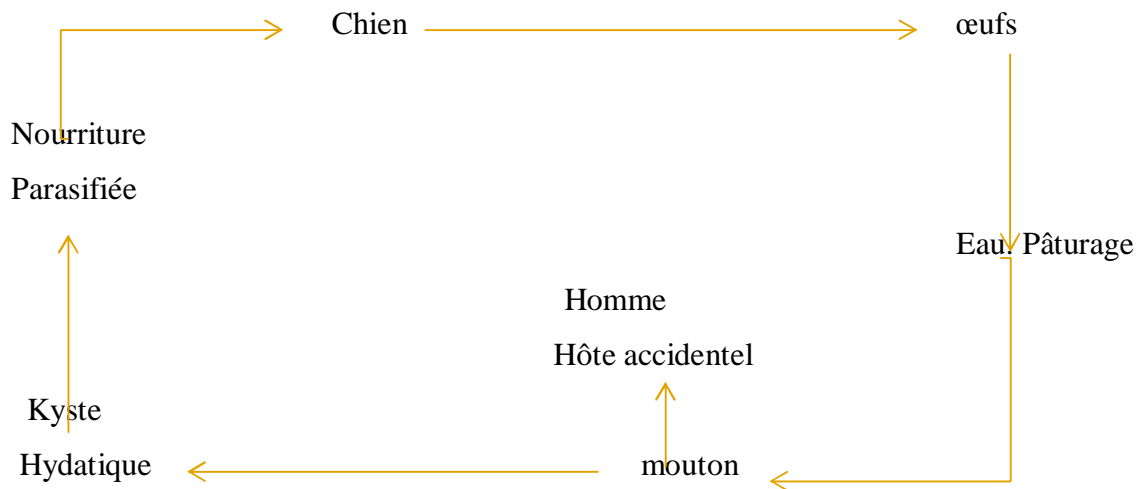 Chien œufs
Nourriture
Parasifiée
Eau. Pâturage
Homme
Hôte accidentel
Kyste
Hydatique mouton